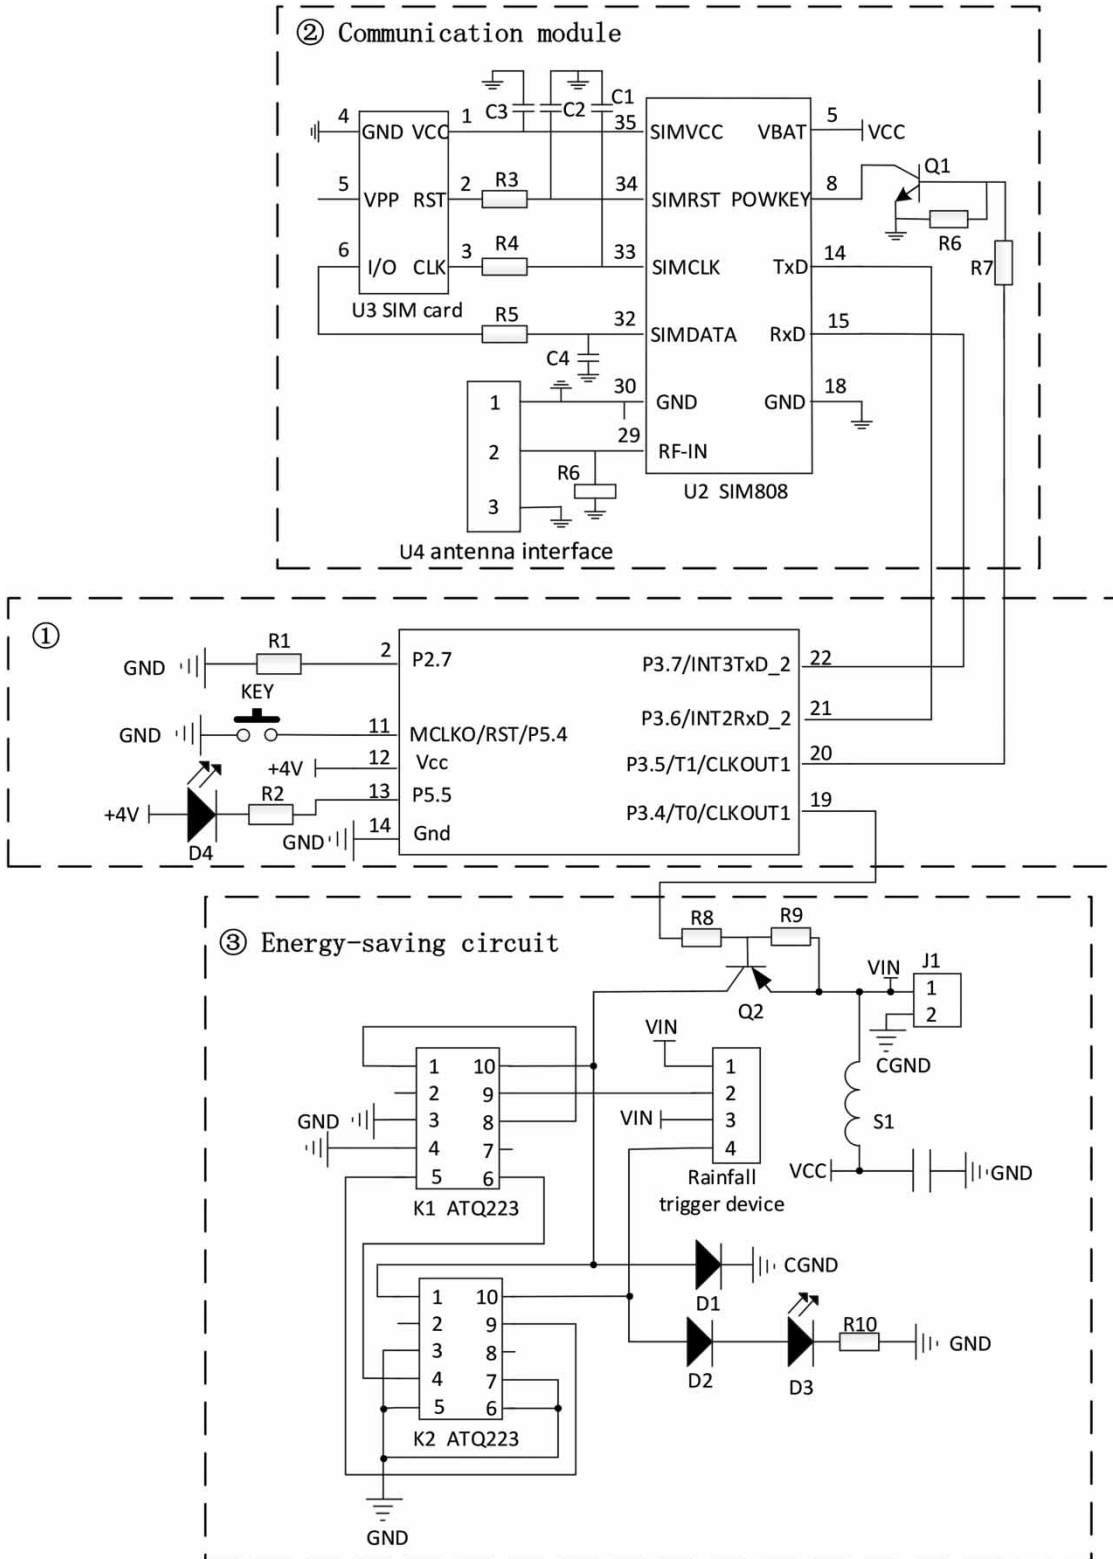 ② Communication module
C3 C2 C1
4 GND VCC 1
35 SIMVCC VBAT 5 VCC
5 VPP RST 2 R3
34 SIMRST POWKEY 8 Q1
R6
6 I/O CLK 3 R4
33 SIMCLK TxD 14 R7
U3 SIM card
R5 32 SIMDATA RxD 15
C4
1 30 GND GND 18
2 29 RF-IN
R6
3
U2 SIM808
U4 antenna interface
①
GND R1 2 P2.7 P3.7/INT3TxD_2 22
KEY
GND 11 MCLKO/RST/P5.4 P3.6/INT2RxD_2 21
+4V 12 Vcc P3.5/T1/CLKOUT1 20
+4V R2 13 P5.5 P3.4/T0/CLKOUT1 19
D4 GND 14 Gnd
③ Energy-saving circuit
R8 R9
Q2 VIN J1
1
2
CGND
VIN
1 10 1
2 9 2
GND 3 8 VIN 3
4 7 4
5 6
S1
VCC GND
K1 ATQ223
Rainfall
trigger device
D1 CGND
1 10
2 9
3 8
4 7
5 6
D2 D3 R10 GND
K2 ATQ223
GND